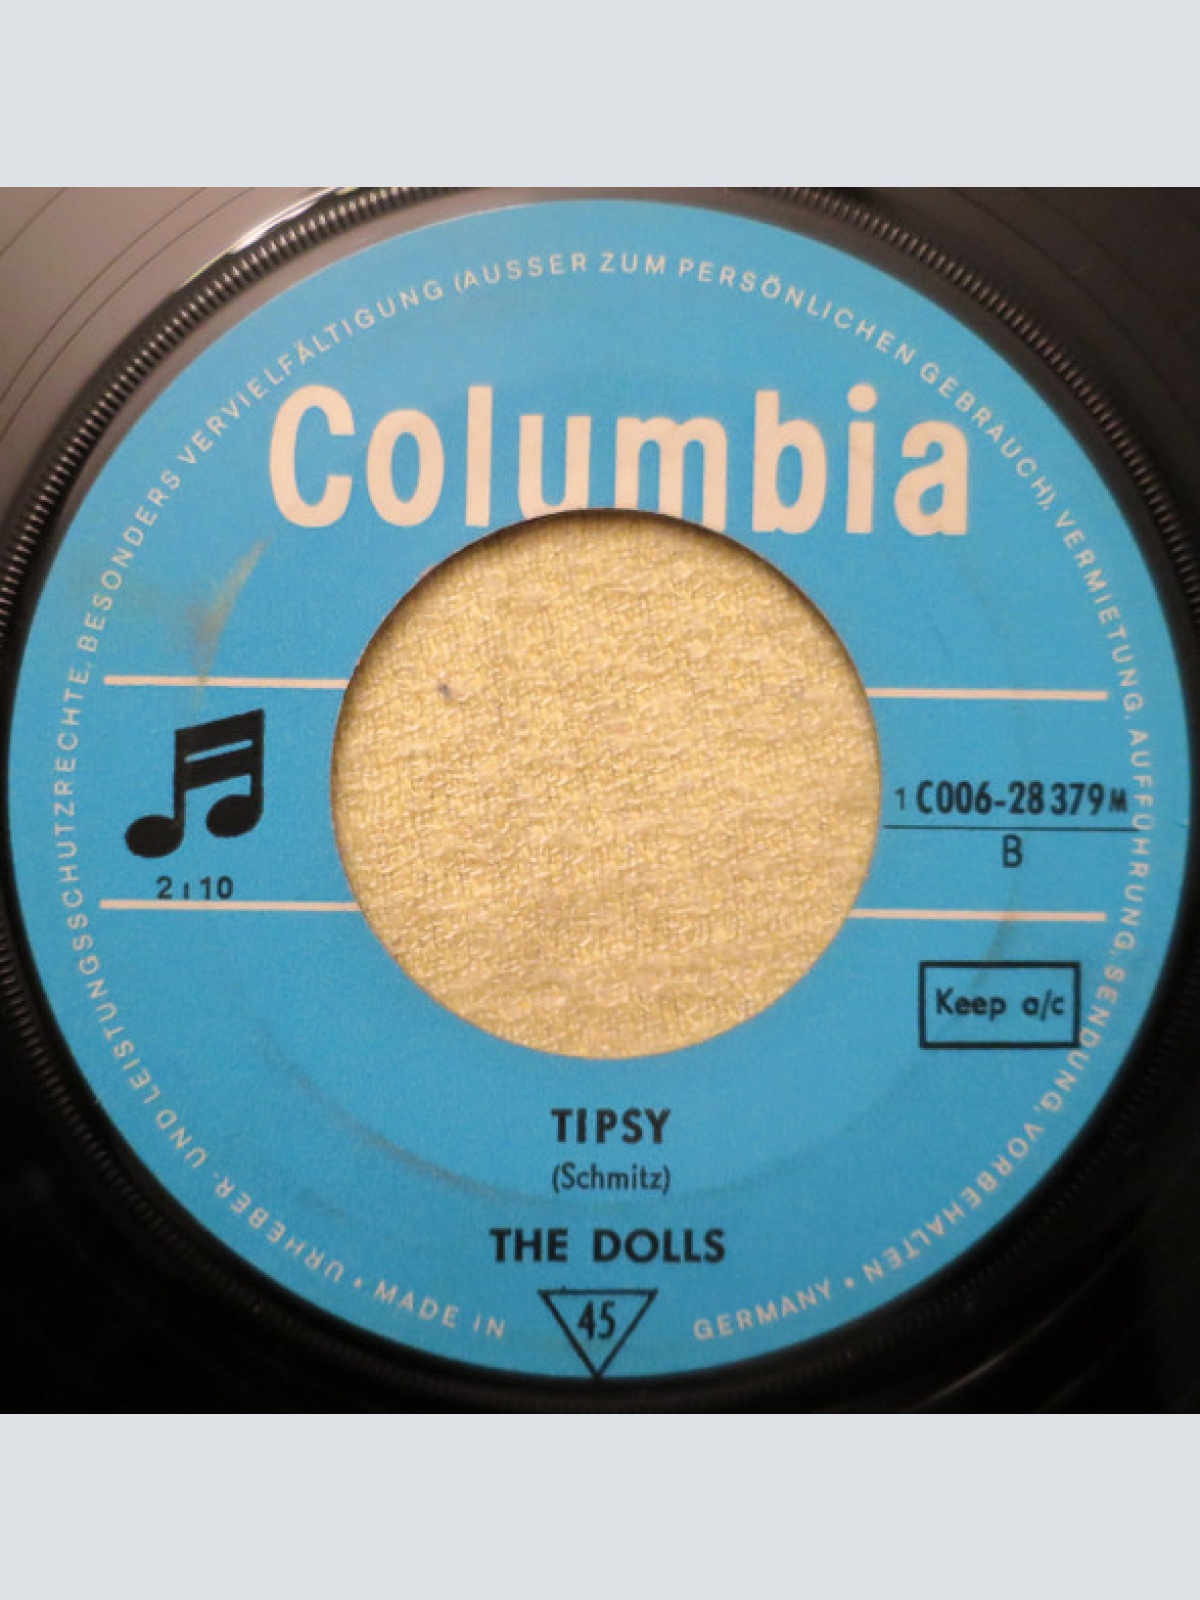 URHEBER- UND LEISTUNGSSCHUTZRECHTE, BESONDERS VERVIELFÄLTIGUNG (AUSSER ZUM PERSÖNLICHEN GEBRAUCH), VERMIETUNG, AUFFÜHRUNG, SENDUNG, VORBEHALTEN
Columbia
2:10
1 C006-28 379 M
B
Keep a/c
TIPSY
(Schmitz)
THE DOLLS
* MADE IN GERMANY *
45